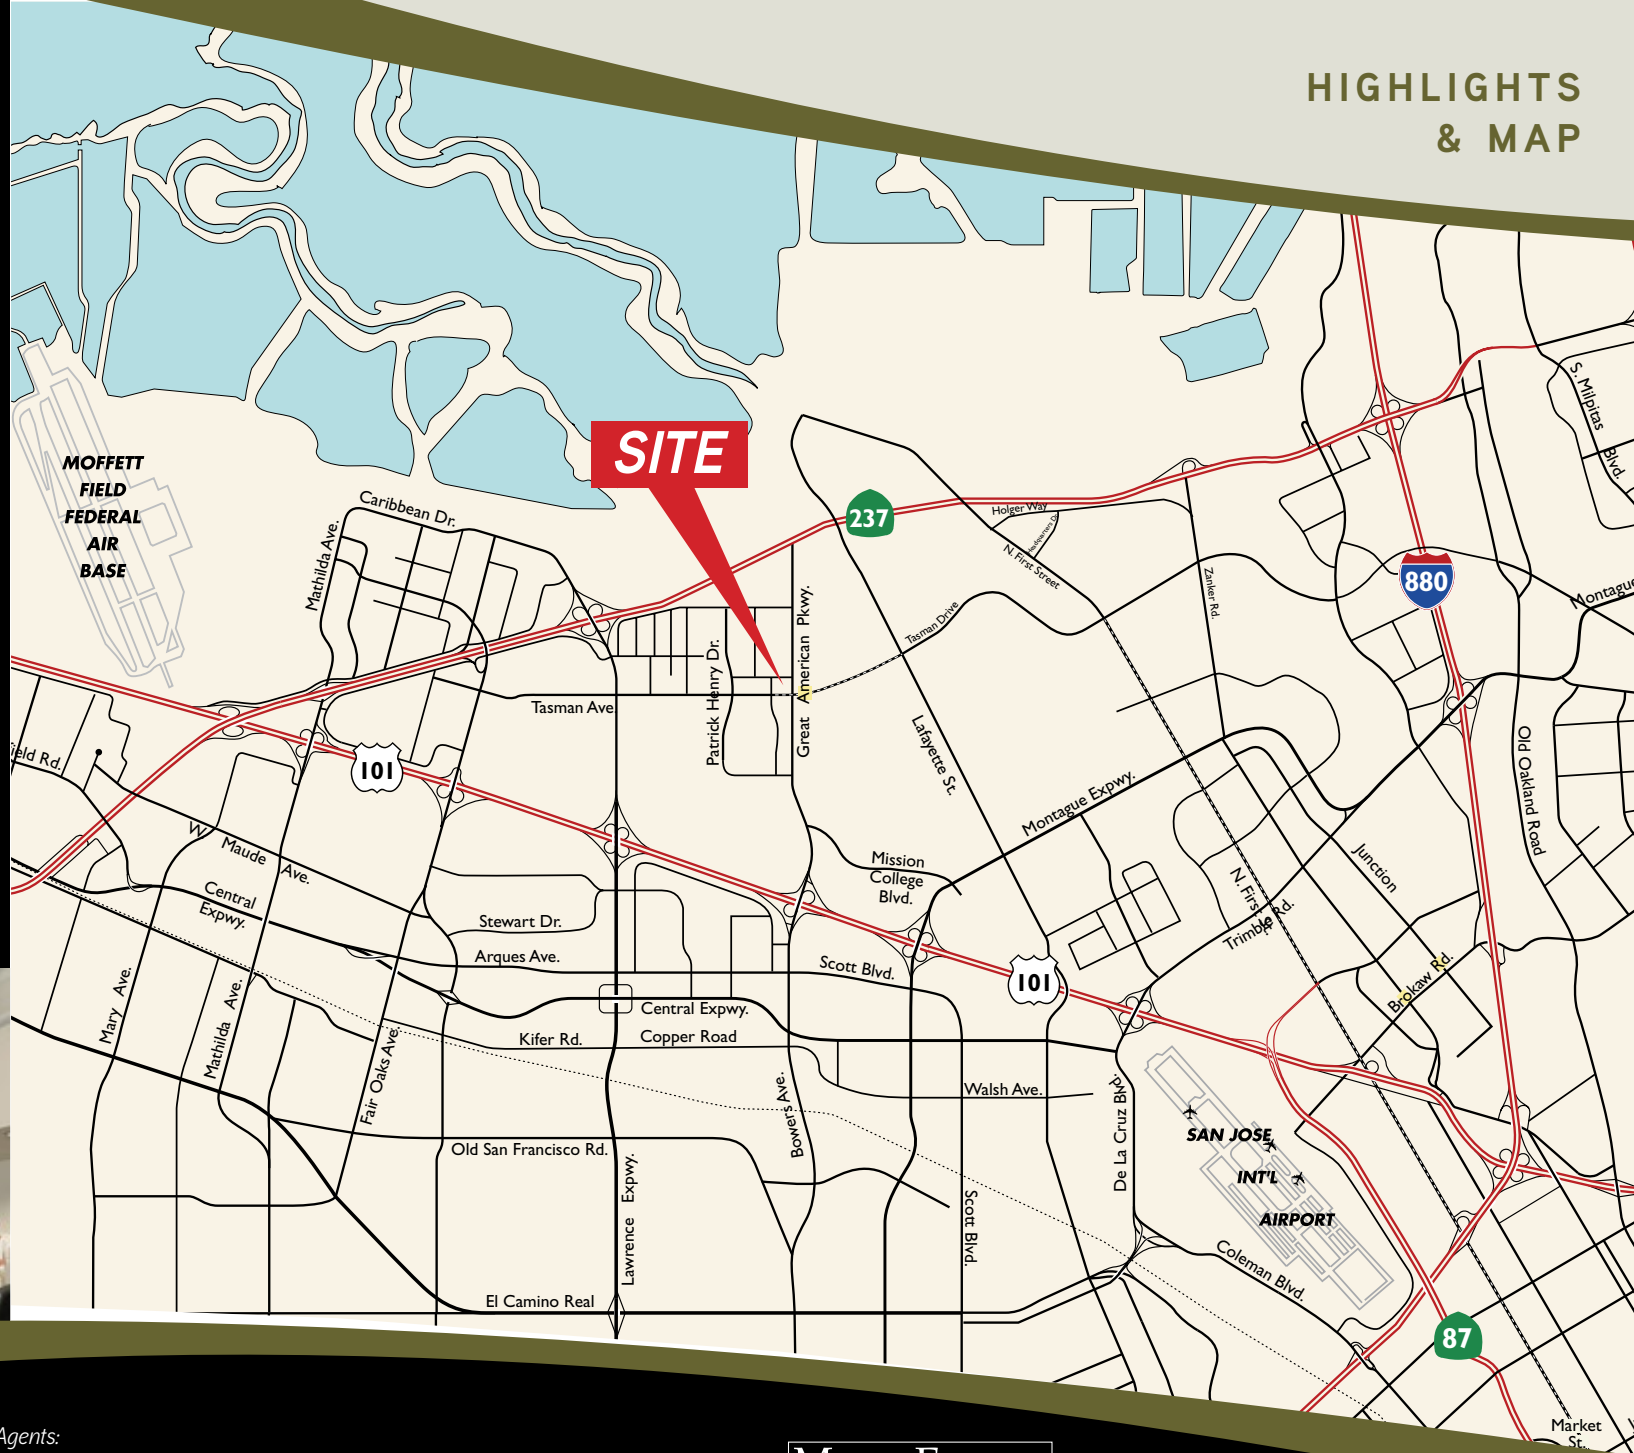 HIGHLIGHTS
& MAP
SITE
MOFFETT
FIELD
FEDERAL
AIR
BASE
Caribbean Dr.
Mathilda Ave.
237
Holger Way
Headquarters Dr.
N. First Street
Zanker Rd.
S. Milpitas
Blvd.
880
Montague
Tasman Drive
Great American Pkwy.
Patrick Henry Dr.
Tasman Ave.
Lafayette St.
Old Oakland Road
ield Rd.
101
W. Maude Ave.
Montague Expwy.
Mission
College
Blvd.
Junction
Central
Expwy.
Stewart Dr.
N. First
Trimble Rd.
Arques Ave.
Scott Blvd.
101
Brokaw Rd.
Mary Ave.
Mathilda Ave.
Fair Oaks Ave.
Central Expwy.
Kifer Rd.
Copper Road
Walsh Ave.
Bowers Ave.
De La Cruz Blvd.
Old San Francisco Rd.
SAN JOSE
INT'L
AIRPORT
Lawrence Expwy.
Scott Blvd.
Coleman Blvd.
El Camino Real
87
Market
St.
Agents: